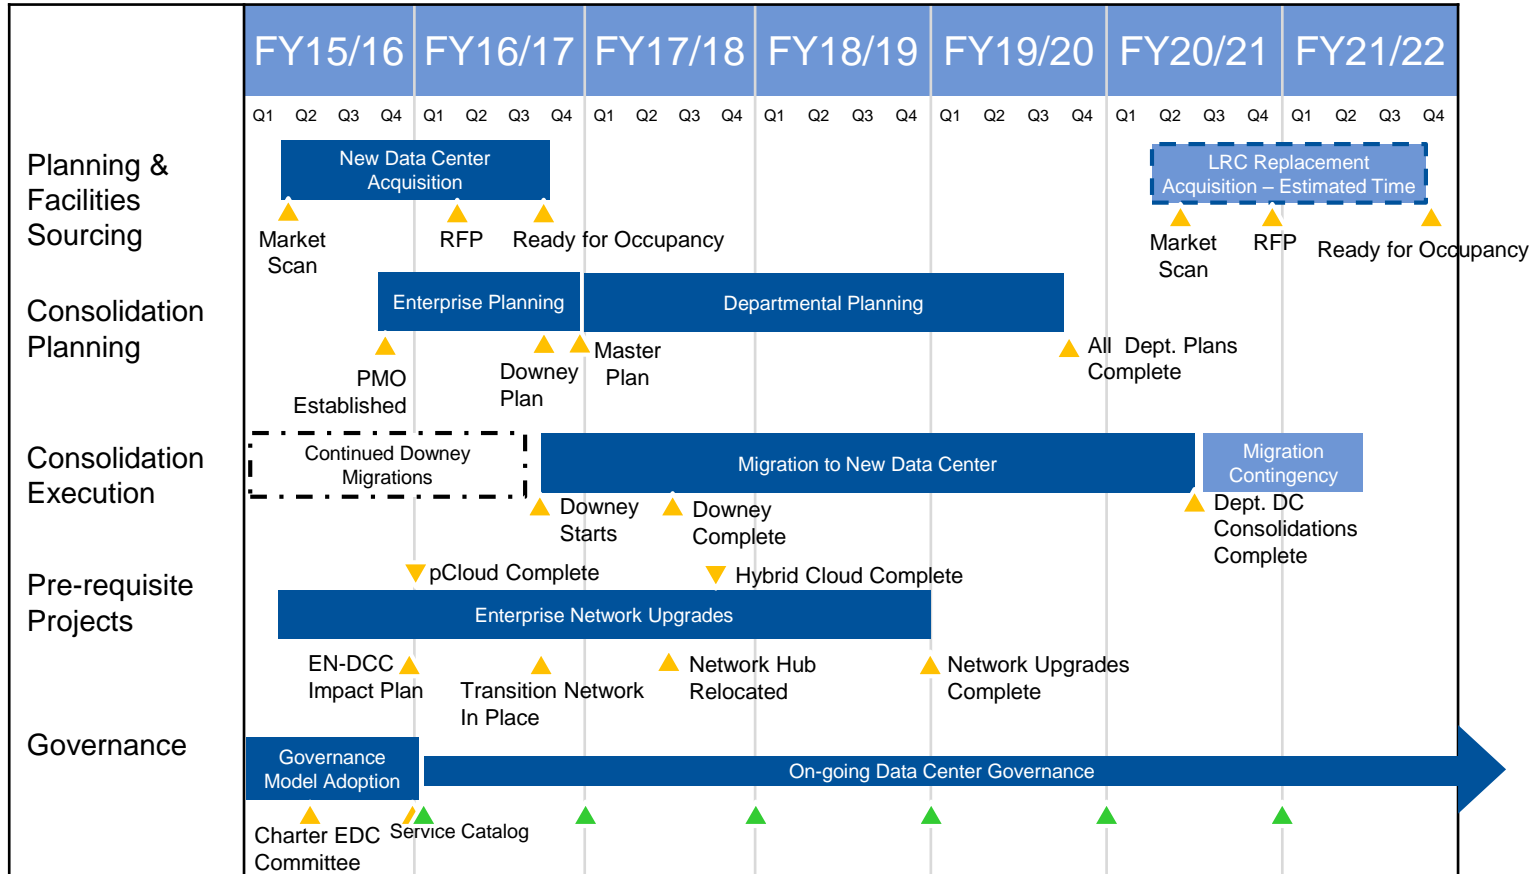 FY15/16 FY16/17 FY17/18 FY18/19 FY19/20 FY20/21 FY21/22
Q1 Q2 Q3 Q4 Q1 Q2 Q3 Q4 Q1 Q2 Q3 Q4 Q1 Q2 Q3 Q4 Q1 Q2 Q3 Q4 Q1 Q2 Q3 Q4 Q1 Q2 Q3 Q4
Planning &
Facilities
Sourcing
New Data Center
Acquisition
LRC Replacement
Acquisition – Estimated Time
Market
Scan
RFP
Ready for Occupancy
Market
Scan
RFP
Ready for Occupancy
Consolidation
Planning
Enterprise Planning
Departmental Planning
PMO
Established
Downey
Plan
Master
Plan
All Dept. Plans
Complete
Consolidation
Execution
Continued Downey
Migrations
Migration to New Data Center
Migration
Contingency
Downey
Starts
Downey
Complete
Dept. DC
Consolidations
Complete
Pre-requisite
Projects
pCloud Complete
Hybrid Cloud Complete
Enterprise Network Upgrades
EN-DCC
Impact Plan
Transition Network
In Place
Network Hub
Relocated
Network Upgrades
Complete
Governance
Governance
Model Adoption
On-going Data Center Governance
Charter EDC
Committee
Service Catalog